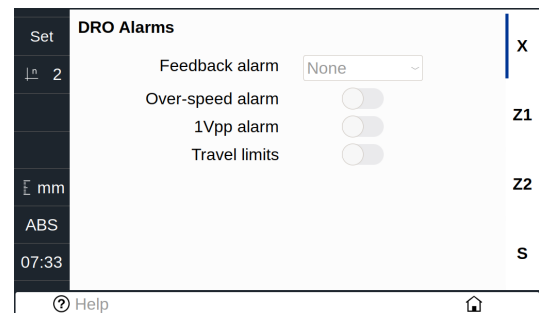 Set
n 2
mm
ABS
07:33
DRO Alarms
Feedback alarm None
Over-speed alarm
1Vpp alarm
Travel limits
X
Z1
Z2
S
? Help